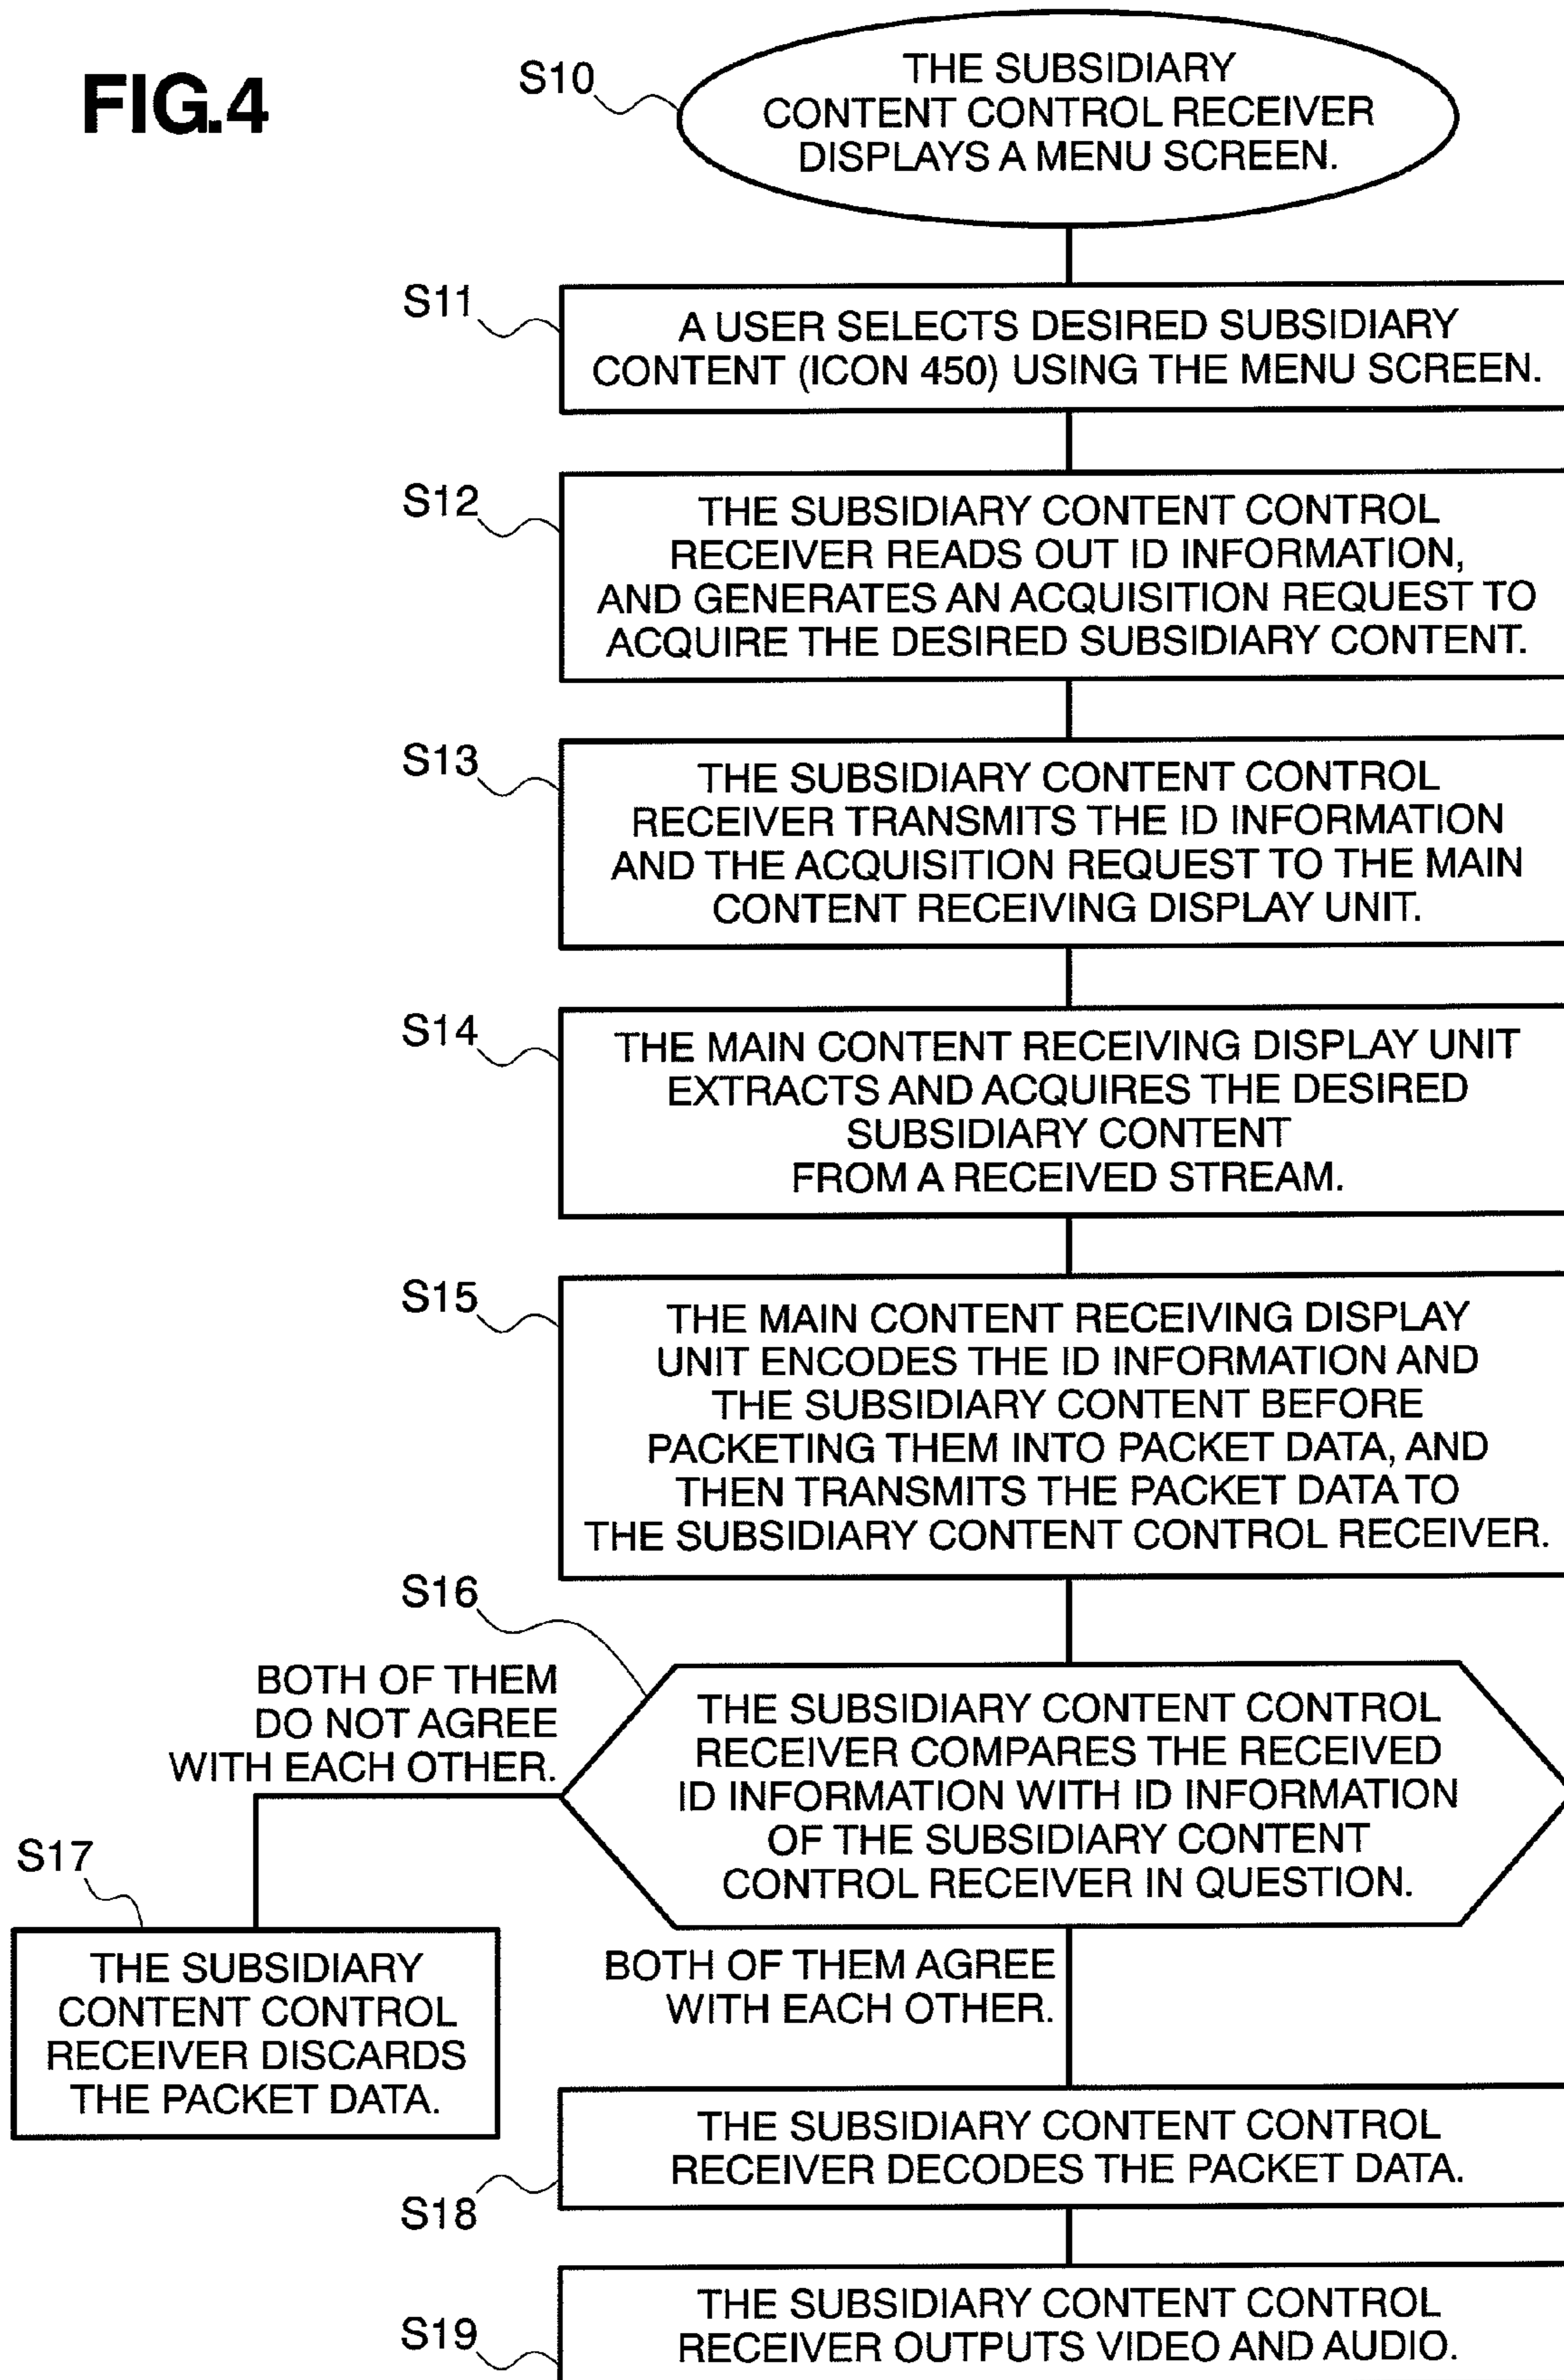 FIG.4
S10
THE SUBSIDIARY
CONTENT CONTROL RECEIVER
DISPLAYS A MENU SCREEN.
S11
A USER SELECTS DESIRED SUBSIDIARY
CONTENT (ICON 450) USING THE MENU SCREEN.
S12
THE SUBSIDIARY CONTENT CONTROL
RECEIVER READS OUT ID INFORMATION,
AND GENERATES AN ACQUISITION REQUEST TO
ACQUIRE THE DESIRED SUBSIDIARY CONTENT.
S13
THE SUBSIDIARY CONTENT CONTROL
RECEIVER TRANSMITS THE ID INFORMATION
AND THE ACQUISITION REQUEST TO THE MAIN
CONTENT RECEIVING DISPLAY UNIT.
S14
THE MAIN CONTENT RECEIVING DISPLAY UNIT
EXTRACTS AND ACQUIRES THE DESIRED
SUBSIDIARY CONTENT
FROM A RECEIVED STREAM.
S15
THE MAIN CONTENT RECEIVING DISPLAY
UNIT ENCODES THE ID INFORMATION AND
THE SUBSIDIARY CONTENT BEFORE
PACKETING THEM INTO PACKET DATA, AND
THEN TRANSMITS THE PACKET DATA TO
THE SUBSIDIARY CONTENT CONTROL RECEIVER.
S16
THE SUBSIDIARY CONTENT CONTROL
RECEIVER COMPARES THE RECEIVED
ID INFORMATION WITH ID INFORMATION
OF THE SUBSIDIARY CONTENT
CONTROL RECEIVER IN QUESTION.
BOTH OF THEM
DO NOT AGREE
WITH EACH OTHER.
S17
THE SUBSIDIARY
CONTENT CONTROL
RECEIVER DISCARDS
THE PACKET DATA.
BOTH OF THEM AGREE
WITH EACH OTHER.
S18
THE SUBSIDIARY CONTENT CONTROL
RECEIVER DECODES THE PACKET DATA.
S19
THE SUBSIDIARY CONTENT CONTROL
RECEIVER OUTPUTS VIDEO AND AUDIO.